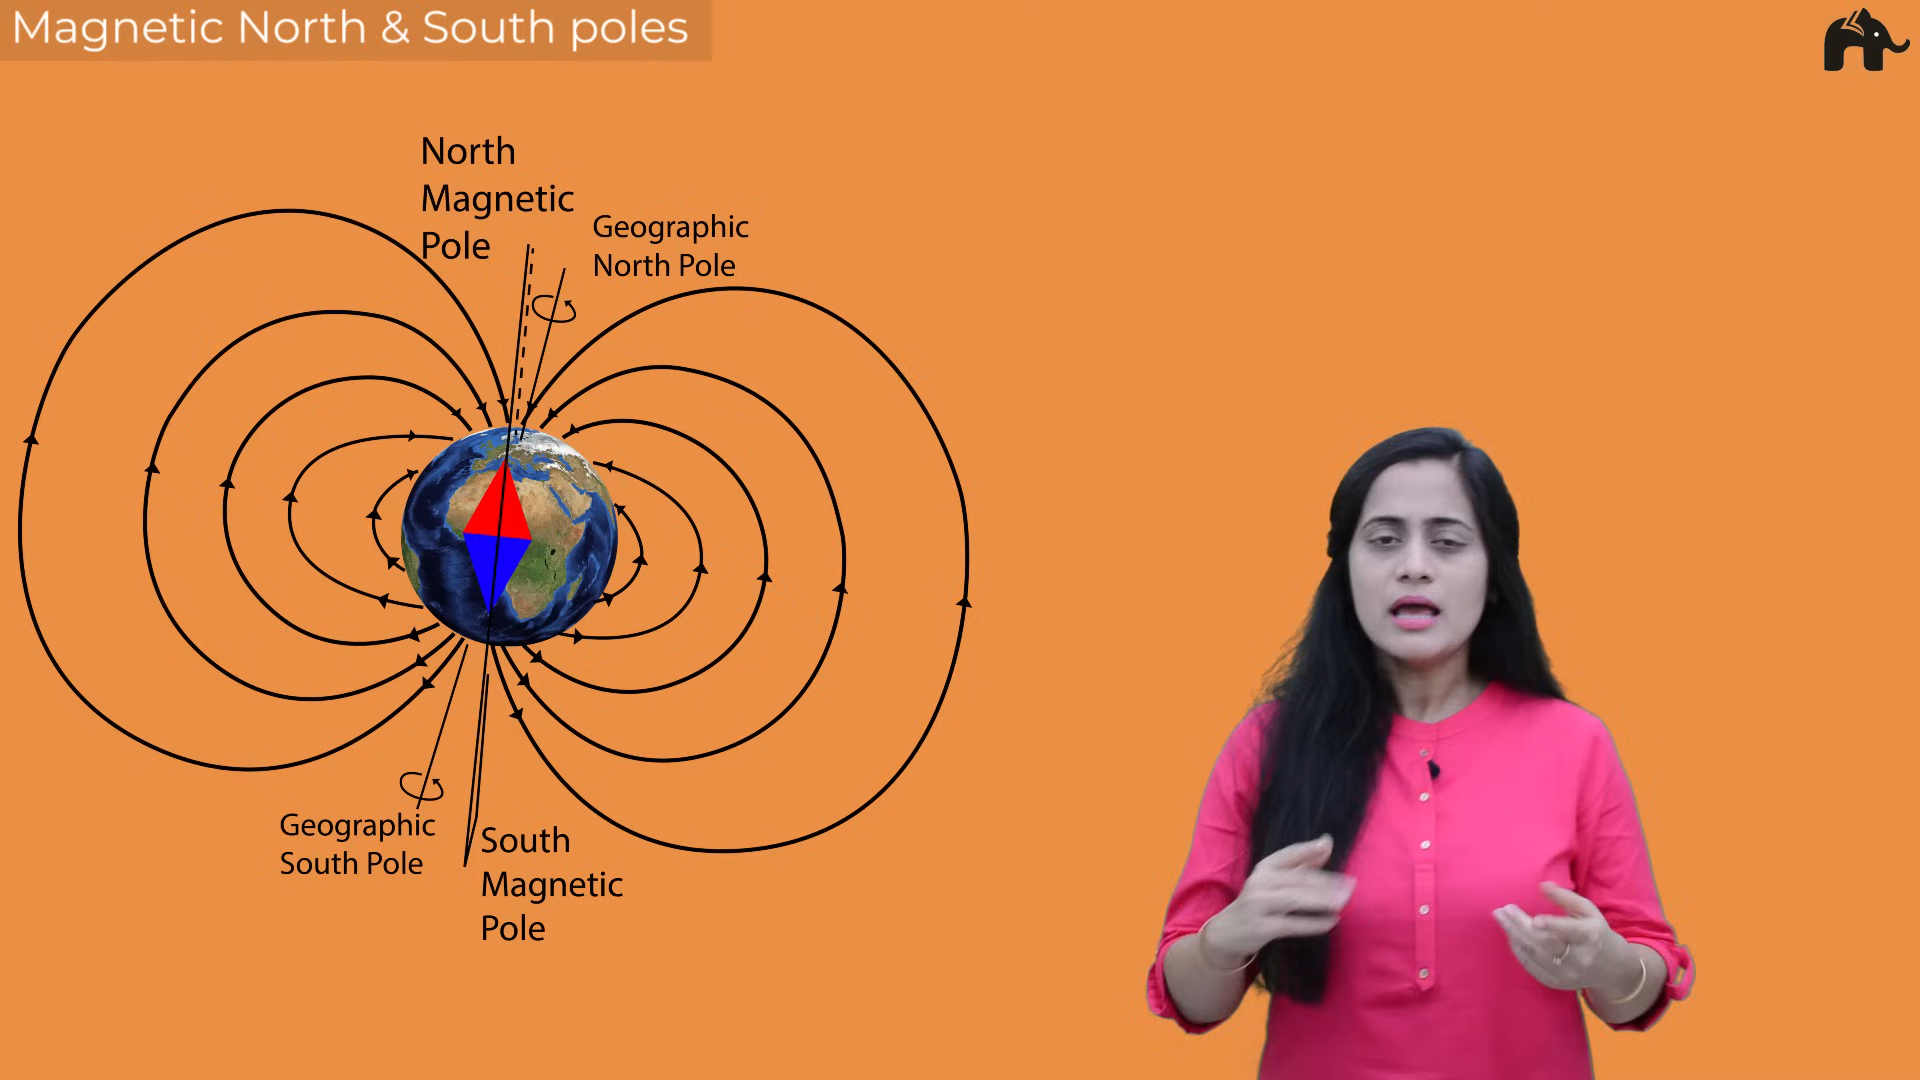 Magnetic North & South poles
North
Magnetic
Pole
Geographic
North Pole
Geographic
South Pole
South
Magnetic
Pole